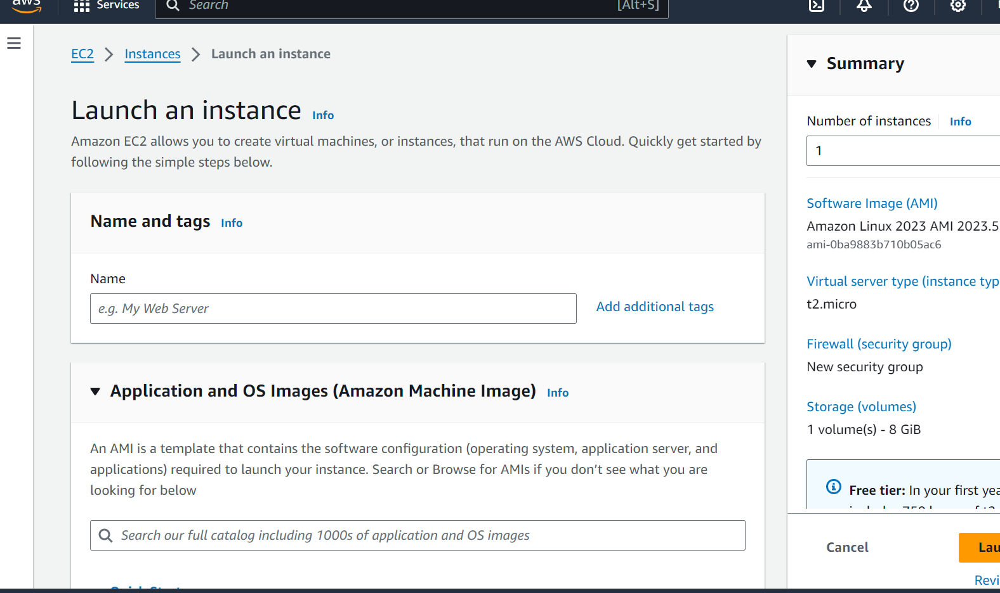 aws
Services
Search
[Alt+S]
EC2
Instances
Launch an instance
Launch an instance Info
Amazon EC2 allows you to create virtual machines, or instances, that run on the AWS Cloud. Quickly get started by
following the simple steps below.
Name and tags Info
Name
e.g. My Web Server
Add additional tags
Application and OS Images (Amazon Machine Image) Info
An AMI is a template that contains the software configuration (operating system, application server, and
applications) required to launch your instance. Search or Browse for AMIs if you don’t see what you are
looking for below
Search our full catalog including 1000s of application and OS images
Quick Start
Summary
Number of instances Info
1
Software Image (AMI)
Amazon Linux 2023 AMI 2023.5
ami-0ba9883b710b05ac6
Virtual server type (instance typ
t2.micro
Firewall (security group)
New security group
Storage (volumes)
1 volume(s) - 8 GiB
Free tier: In your first yea
Cancel
Lau
Revi